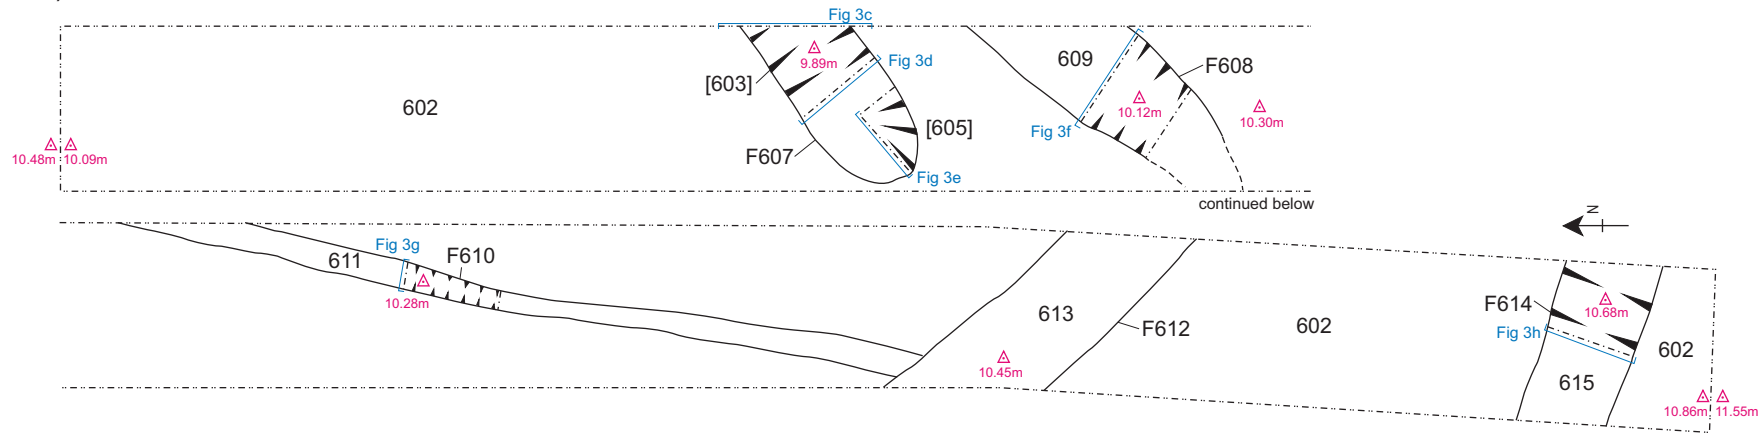 Fig 3c
9.89m
Fig 3d
[603]
602
609
F608
10.12m
10.30m
Fig 3f
[605]
F607
10.48m
10.09m
Fig 3e
continued below
N
Fig 3g
611
F610
10.28m
613
F612
602
10.45m
F614
10.68m
Fig 3h
602
615
10.86m
11.55m